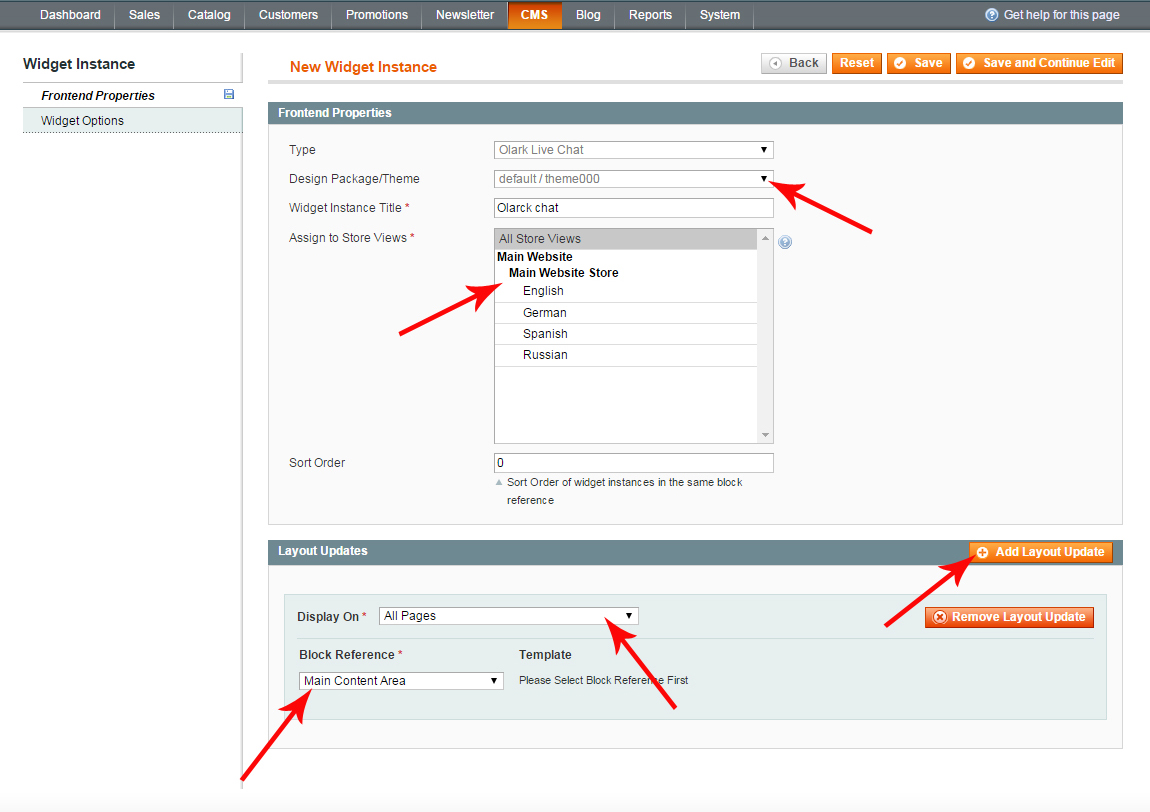 Dashboard Sales Catalog Customers Promotions Newsletter CMS Blog Reports System Get help for this page
Widget Instance
Frontend Properties
Widget Options
New Widget Instance
Back Reset Save Save and Continue Edit
Frontend Properties
Type Olark Live Chat
Design Package/Theme default / theme000
Widget Instance Title * Olarck chat
Assign to Store Views * All Store Views
Main Website
Main Website Store
English
German
Spanish
Russian
Sort Order 0
Sort Order of widget instances in the same block
reference
Layout Updates Add Layout Update
Display On * All Pages Remove Layout Update
Block Reference * Template
Main Content Area Please Select Block Reference First